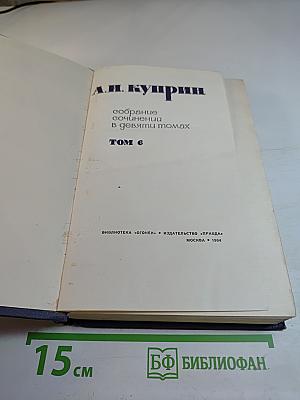 А.И. Куприн
собрание
сочинений
в девяти томах
ТОМ 6
БИБЛИОТЕКА «ОГОНЕК» • ИЗДАТЕЛЬСТВО «ПРАВДА»
МОСКВА • 1964
15 см
БФ БИБЛИОФАН